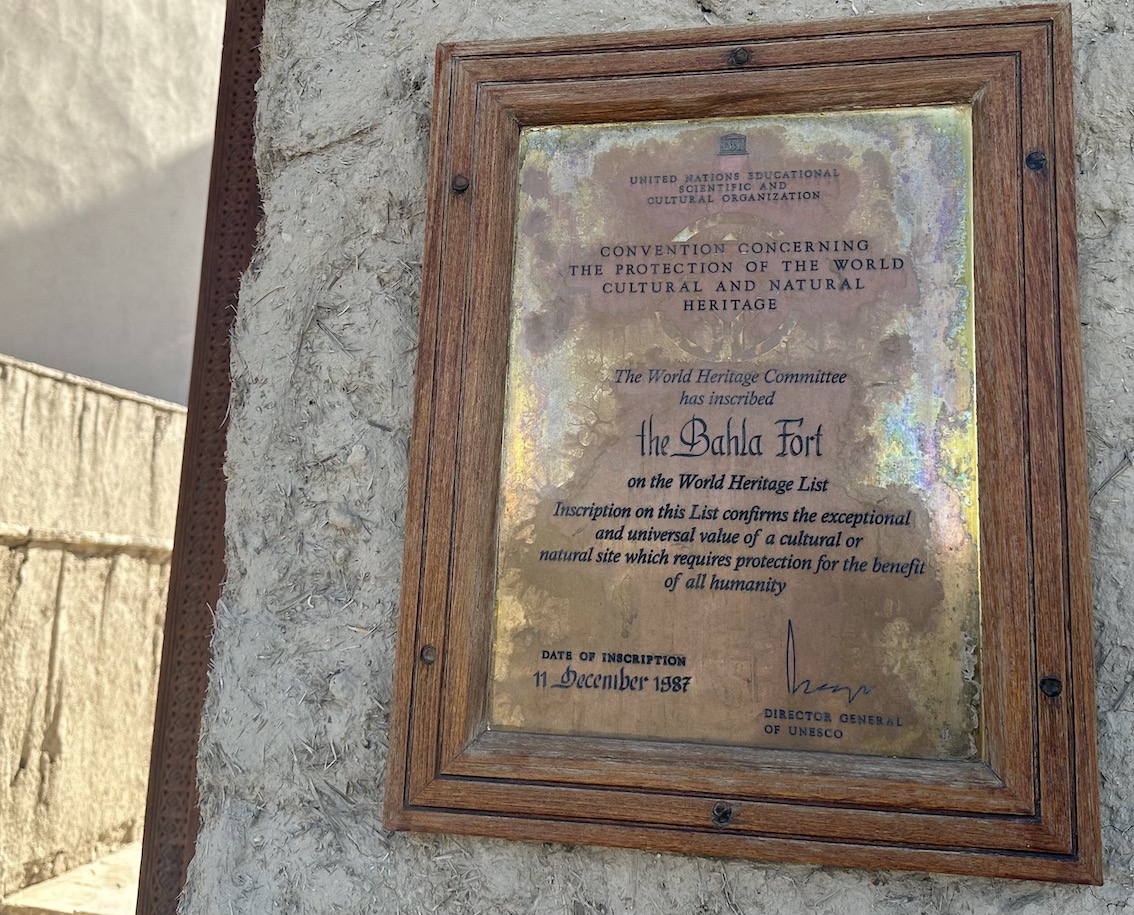 UNITED NATIONS EDUCATIONAL
SCIENTIFIC AND
CULTURAL ORGANIZATION
CONVENTION CONCERNING
THE PROTECTION OF THE WORLD
CULTURAL AND NATURAL
HERITAGE
The World Heritage Committee
has inscribed
the Bahla Fort
on the World Heritage List
Inscription on this List confirms the exceptional
and universal value of a cultural or
natural site which requires protection for the benefit
of all humanity
DATE OF INSCRIPTION
11 December 1987
DIRECTOR GENERAL
OF UNESCO